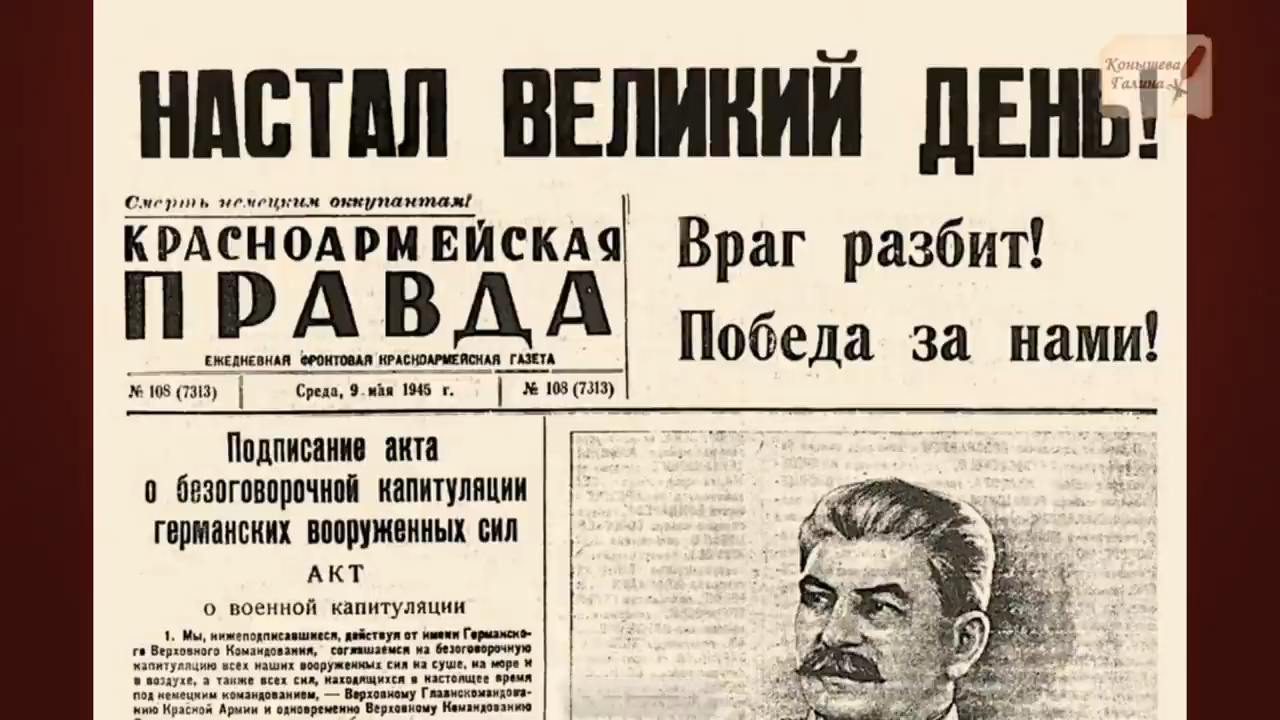 НАСТАЛ ВЕЛИКИЙ ДЕНЬ!
Конышева
Галина
Смерть немецким оккупантам!
КРАСНОАРМЕЙСКАЯ
ПРАВДА
ЕЖЕДНЕВНАЯ ФРОНТОВАЯ КРАСНОАРМЕЙСКАЯ ГАЗЕТА
№ 108 (7313)
Среда, 9 мая 1945 г.
№ 108 (7313)
Враг разбит!
Победа за нами!
Подписание акта
о безоговорочной капитуляции
германских вооруженных сил
АКТ
о военной капитуляции
1. Мы, нижеподписавшиеся, действуя от имени Германско-
го Верховного Командования, соглашаемся на безоговорочную
капитуляцию всех наших вооруженных сил на суше, на море и
в воздухе, а также всех сил, находящихся в настоящее время
под немецким командованием, — Верховному Главнокомандова-
нию Красной Армии и одновременно Верховному Командованию